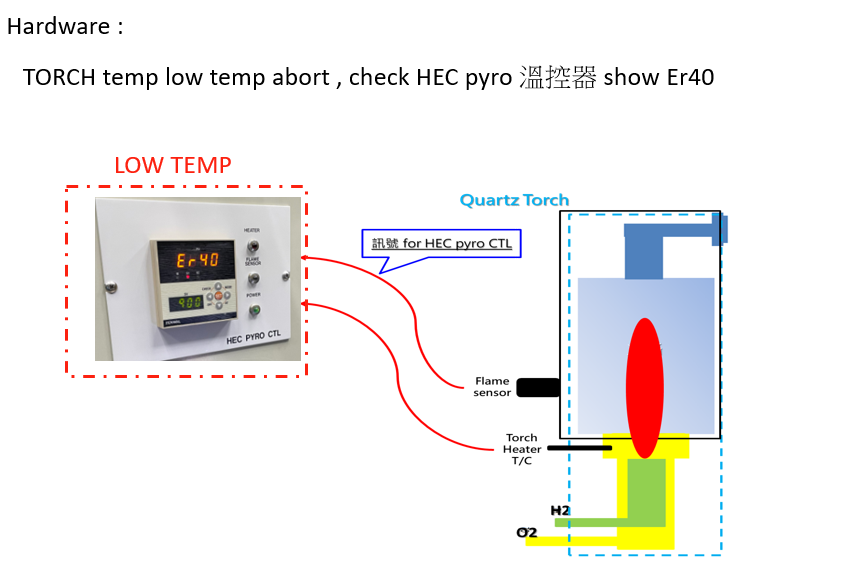 Hardware :
TORCH temp low temp abort , check HEC pyro 溫控器 show Er40
LOW TEMP
Quartz Torch
訊號 for HEC pyro CTL
HEATER
Er40
FLAME
SENSOR
900
POWER
HEC PYRO CTL
Flame
sensor
Torch
Heater
T/C
H2
O2